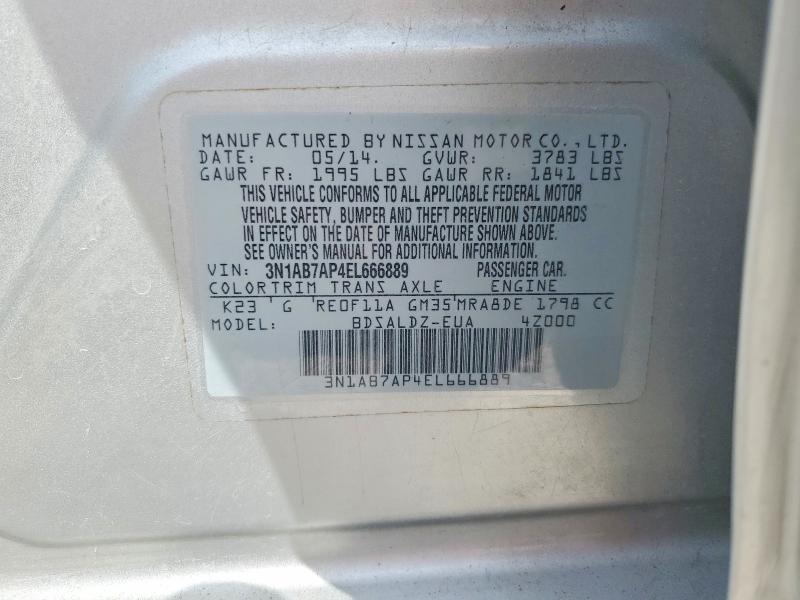 MANUFACTURED BY NISSAN MOTOR CO., LTD.
DATE: 05/14. GVWR: 3783 LBS
GAWR FR: 1995 LBS GAWR RR: 1841 LBS
THIS VEHICLE CONFORMS TO ALL APPLICABLE FEDERAL MOTOR
VEHICLE SAFETY, BUMPER AND THEFT PREVENTION STANDARDS
IN EFFECT ON THE DATE OF MANUFACTURE SHOWN ABOVE.
SEE OWNER'S MANUAL FOR ADDITIONAL INFORMATION.
VIN: 3N1AB7AP4EL666889 PASSENGER CAR.
COLOR TRIM TRANS AXLE ENGINE
K23 ' G RE0F11A GM35'MRA8DE 1798 CC
MODEL: BDSALDZ-EUA 4Z000
3N1AB7AP4EL666889